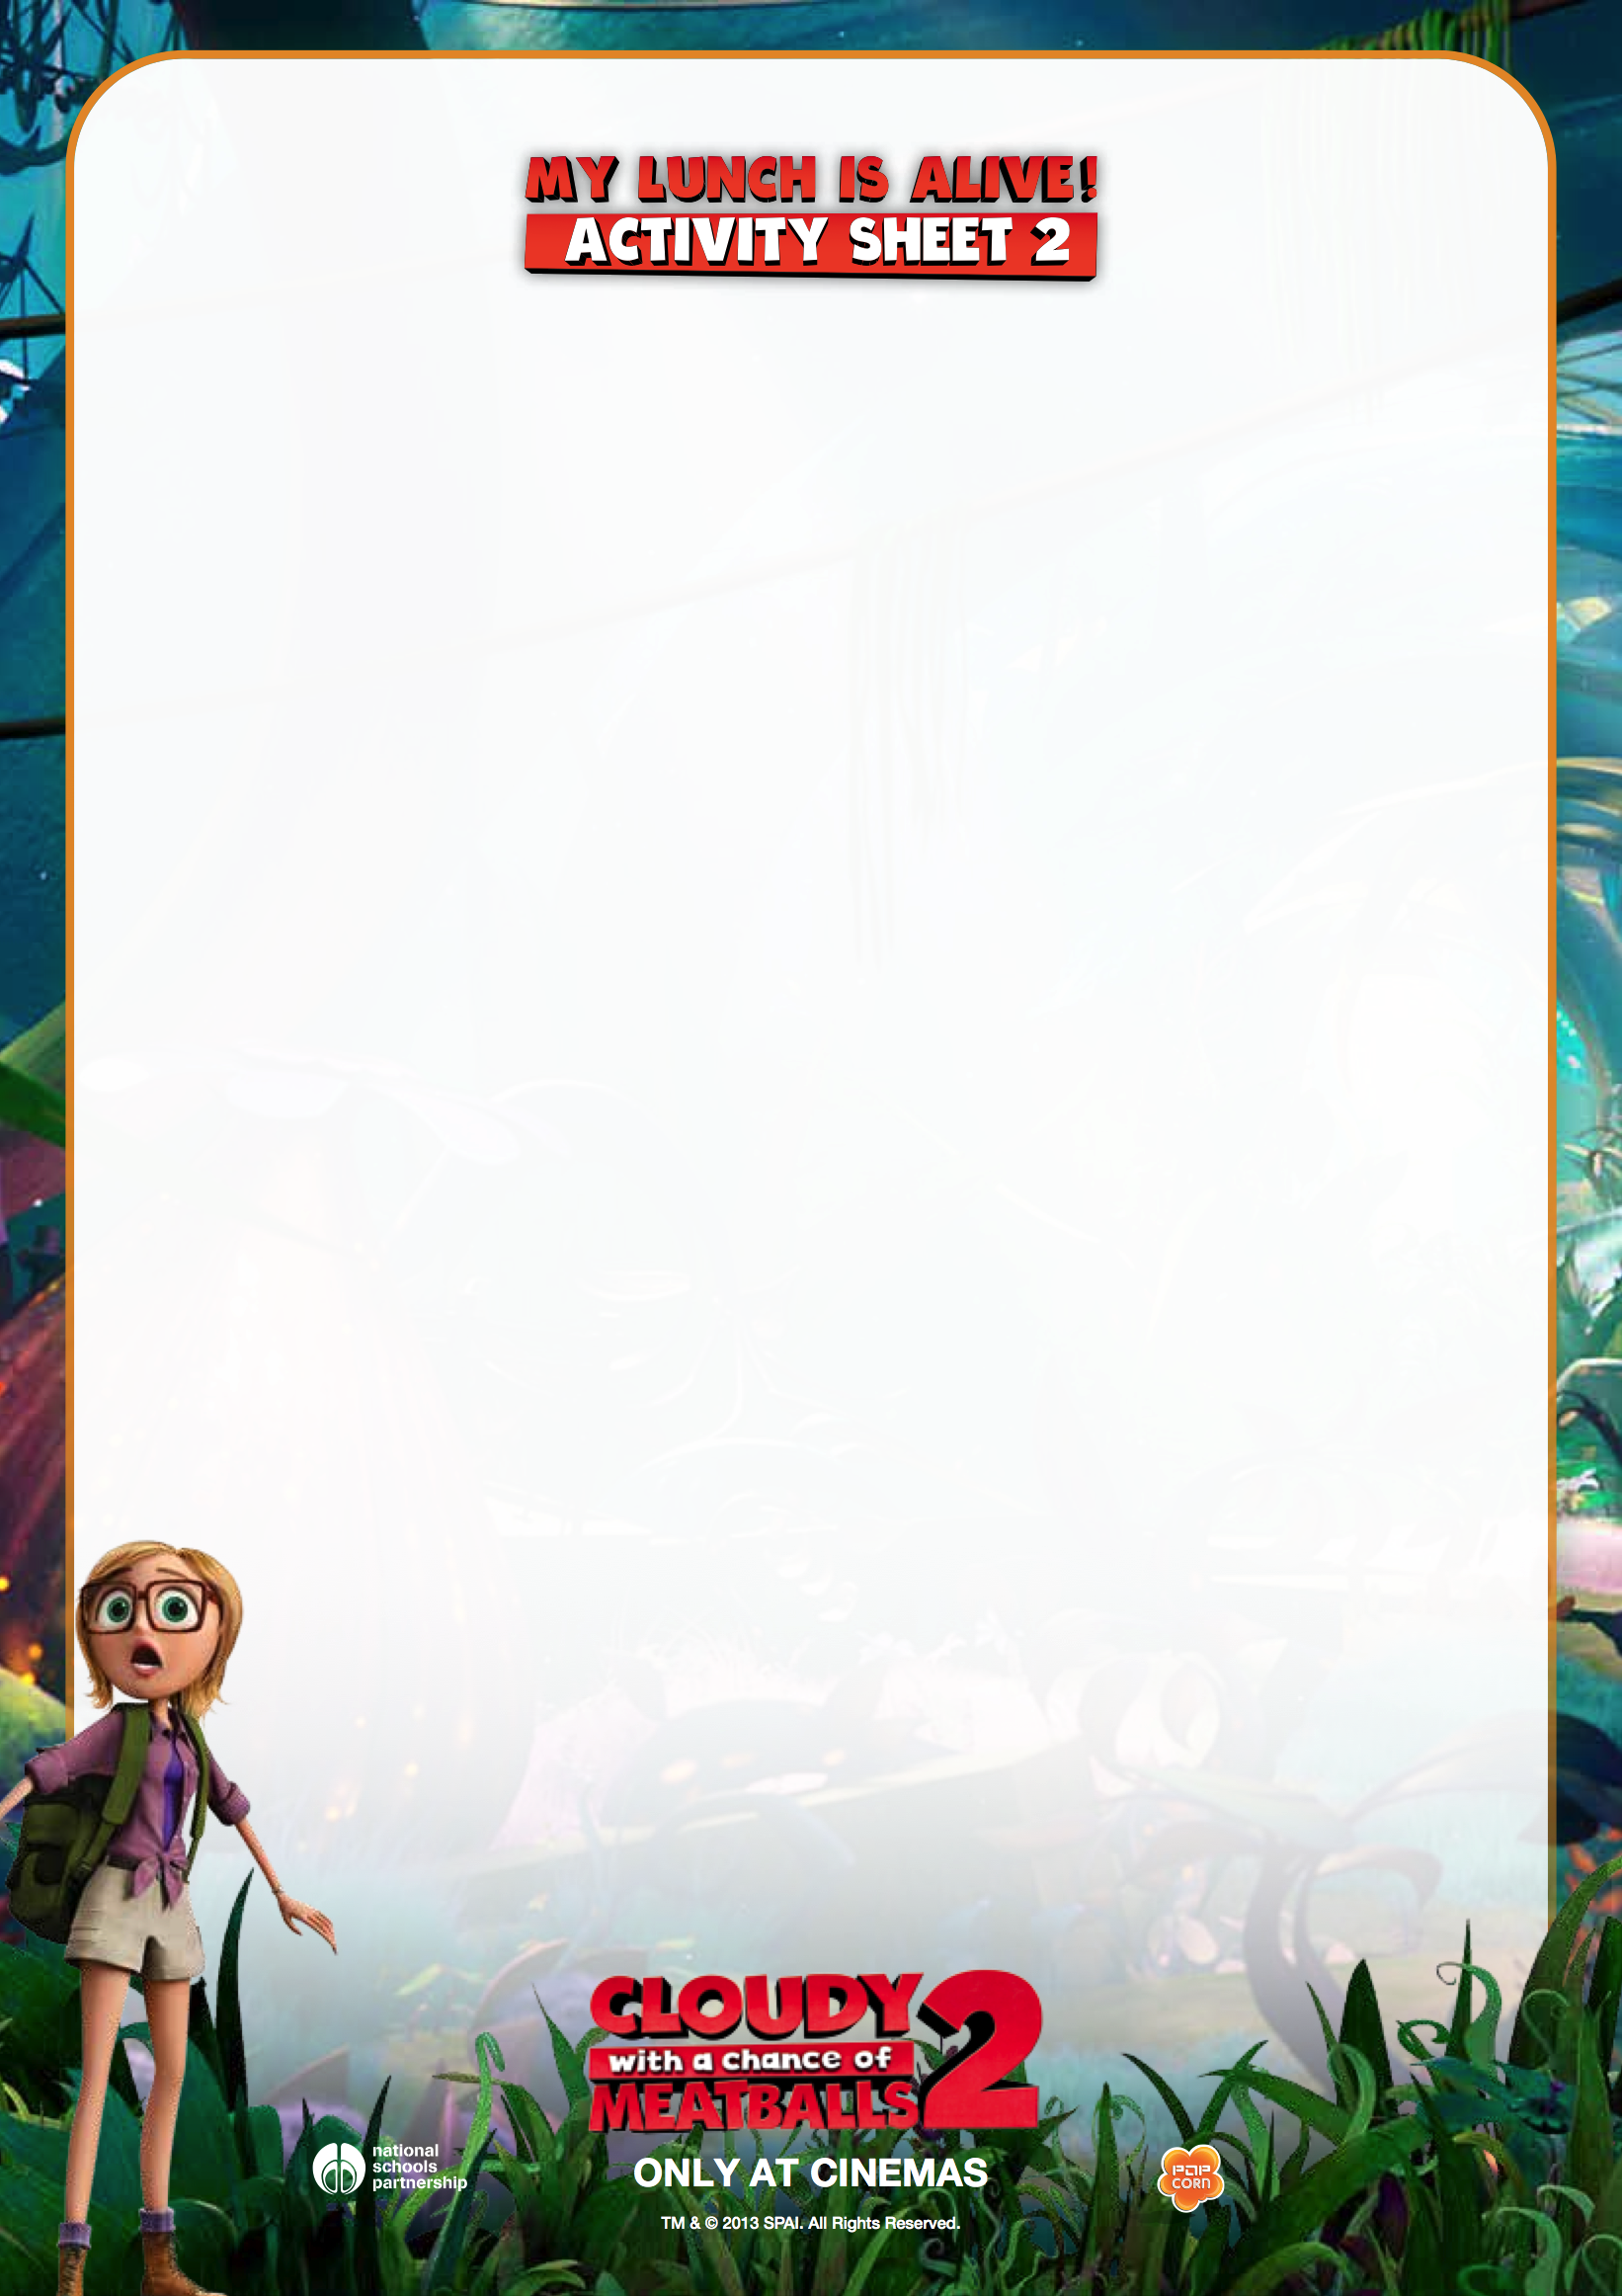 MY LUNCH IS ALIVE!
ACTIVITY SHEET 2
CLOUDY
with a chance of
MEATBALLS 2
national
schools
partnership
ONLY AT CINEMAS
POP
CORN
TM & © 2013 SPAI. All Rights Reserved.